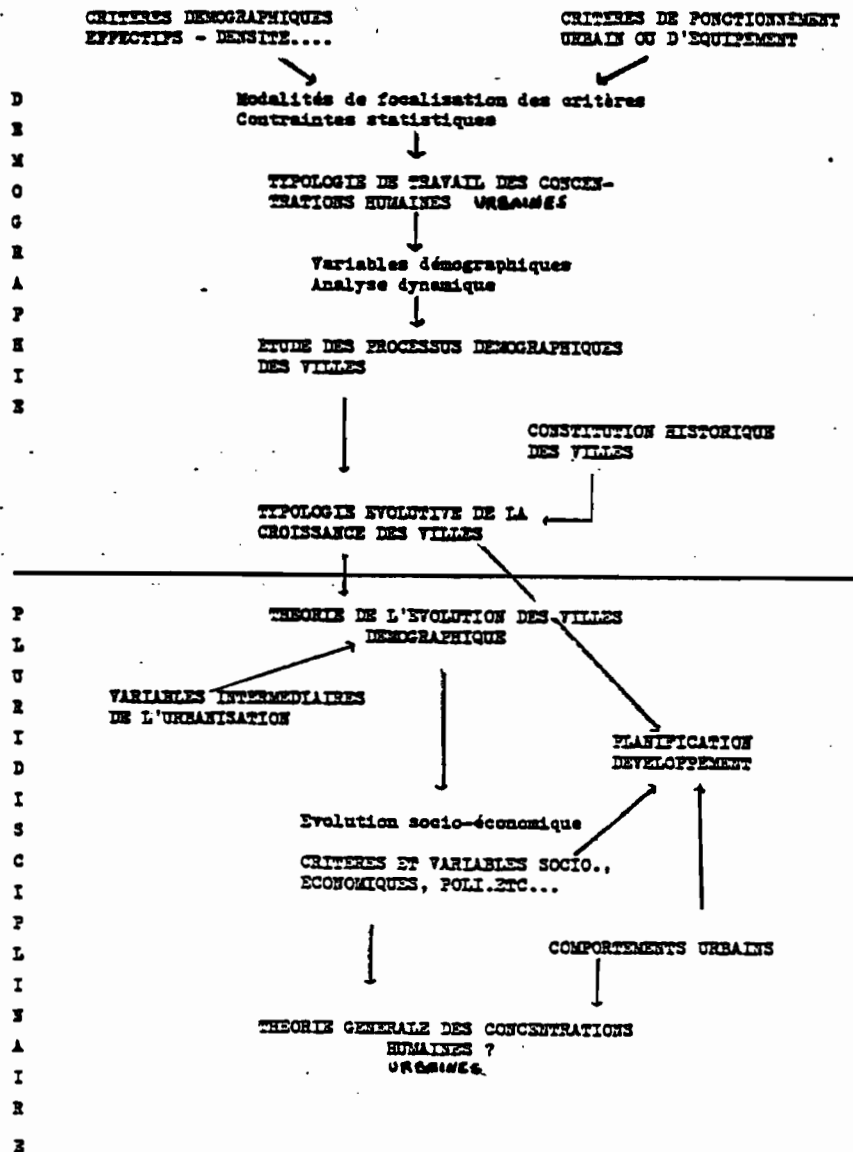 CRITERES DEMOGRAPHIQUES
EFFECTIFS - DENSITE....
CRITERES DE FONCTIONNEMENT
URBAIN OU D'EQUIPEMENT
DEMOGRAPHIE
Modalités de focalisation des critères
Contraintes statistiques
TYPOLOGIE DE TRAVAIL DES CONCEN-
TRATIONS HUMAINES URBAINES
Variables démographiques
Analyse dynamique
ETUDE DES PROCESSUS DEMOGRAPHIQUES
DES VILLES
CONSTITUTION HISTORIQUE
DES VILLES
TYPOLOGIE EVOLUTIVE DE LA
CROISSANCE DES VILLES
PLURIDISCIPLINAIRE
THEORIE DE L'EVOLUTION DES VILLES
DEMOGRAPHIQUE
VARIABLES INTERMEDIAIRES
DE L'URBANISATION
PLANIFICATION
DEVELOPPEMENT
Evolution socio-économique
CRITERES ET VARIABLES SOCIO.,
ECONOMIQUES, POLI.ETC...
COMPORTEMENTS URBAINS
THEORIE GENERALE DES CONCENTRATIONS
HUMAINES ?
URBAINES